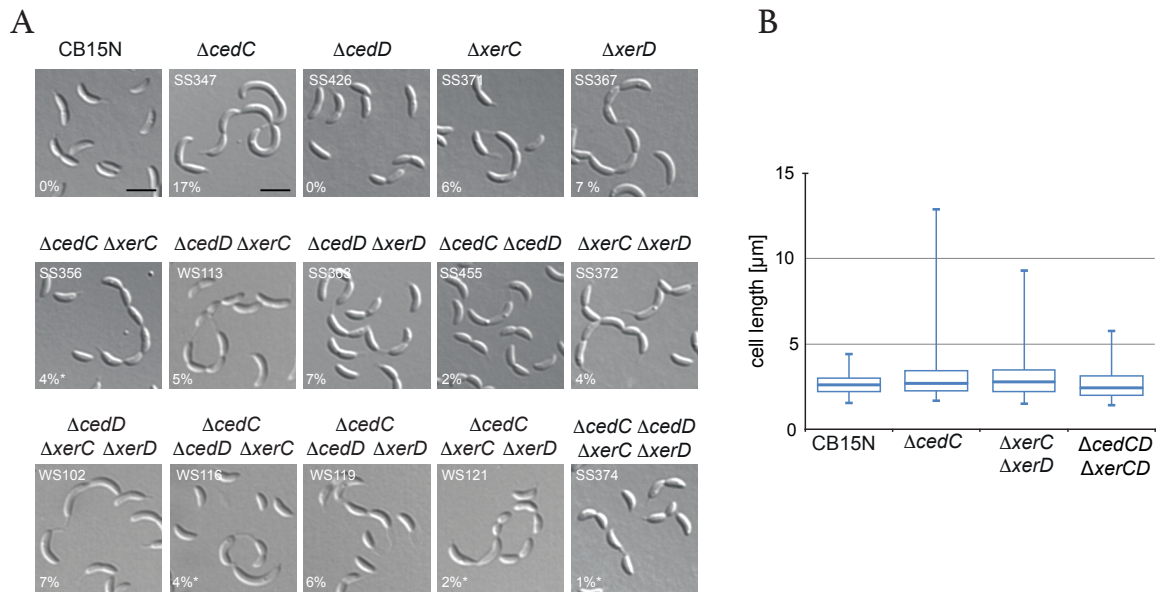 A
B
CB15N
ΔcedC
ΔcedD
ΔxerC
ΔxerD
SS347
SS426
SS371
SS367
0%
17%
0%
6%
7 %
ΔcedC ΔxerC
ΔcedD ΔxerC
ΔcedD ΔxerD
ΔcedC ΔcedD
ΔxerC ΔxerD
SS356
WS113
SS363
SS455
SS372
4%*
5%
7%
2%
4%
ΔcedD
ΔxerC ΔxerD
ΔcedC
ΔcedD ΔxerC
ΔcedC
ΔcedD ΔxerD
ΔcedC
ΔxerC ΔxerD
ΔcedC ΔcedD
ΔxerC ΔxerD
WS102
WS116
WS119
WS121
SS374
7%
4%*
6%
2%*
1%*
cell length [µm]
15
10
5
0
CB15N
ΔcedC
ΔxerC
ΔxerD
ΔcedCD
ΔxerCD